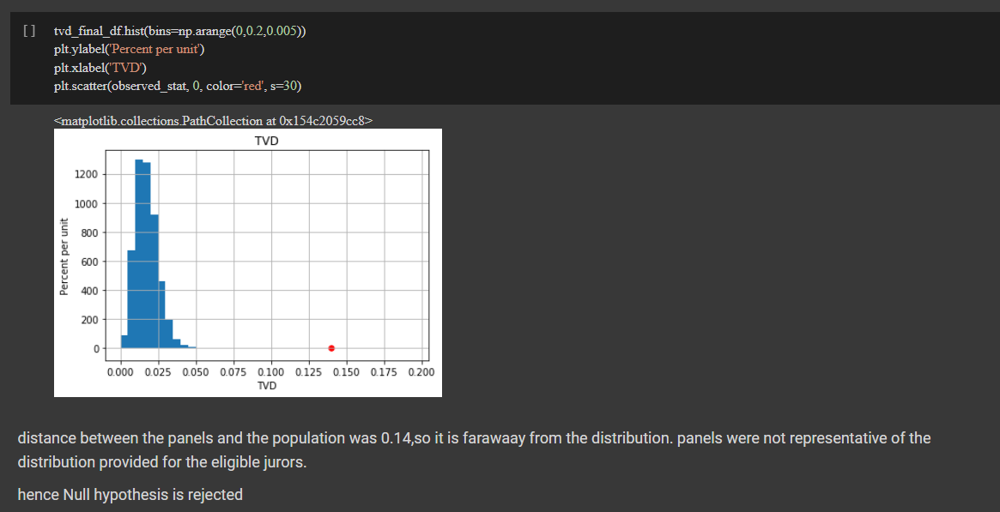 [ ] tvd_final_df.hist(bins=np.arange(0,0.2,0.005))
plt.ylabel('Percent per unit')
plt.xlabel('TVD')
plt.scatter(observed_stat, 0, color='red', s=30)
<matplotlib.collections.PathCollection at 0x154c2059cc8>
TVD
1200
1000
800
600
400
200
0
Percent per unit
0.000 0.025 0.050 0.075 0.100 0.125 0.150 0.175 0.200
TVD
distance between the panels and the population was 0.14,so it is farawaay from the distribution. panels were not representative of the
distribution provided for the eligible jurors.
hence Null hypothesis is rejected